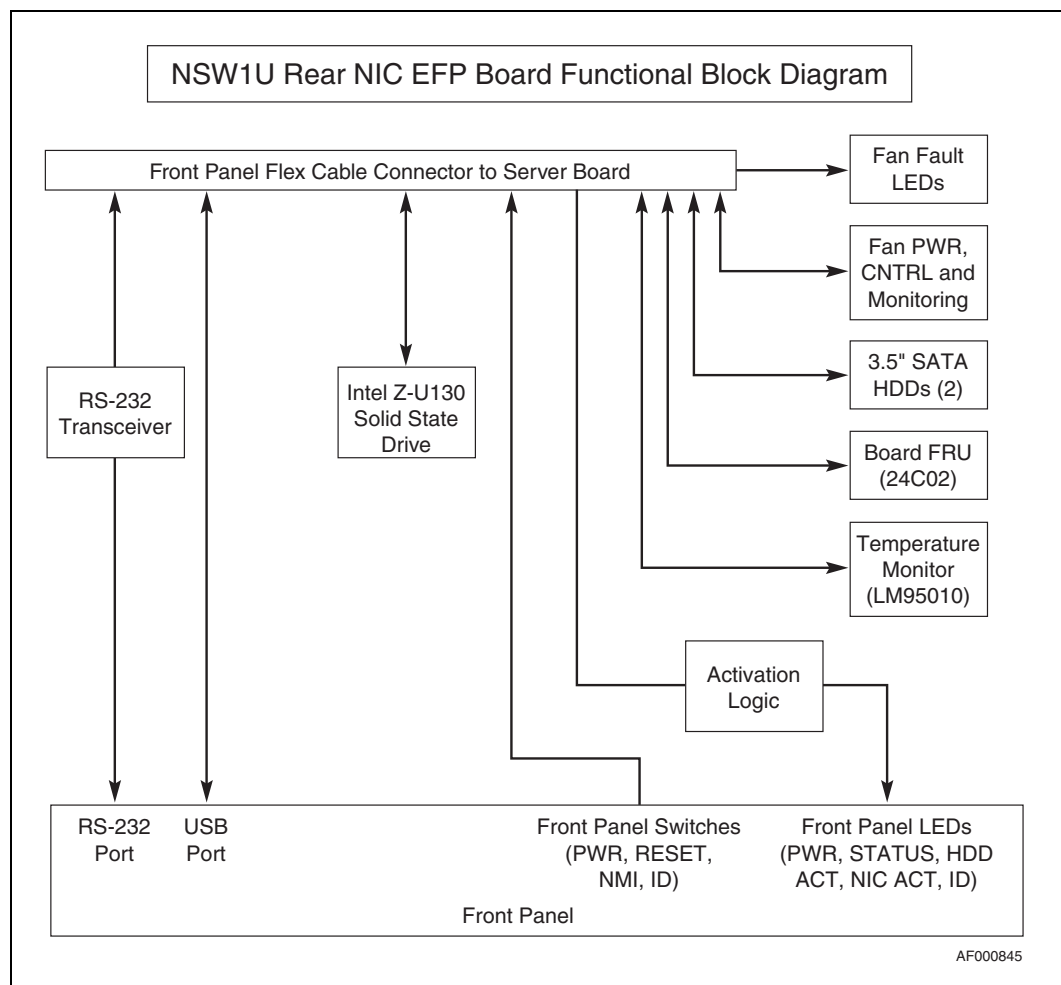 NSW1U Rear NIC EFP Board Functional Block Diagram
Front Panel Flex Cable Connector to Server Board
Fan Fault
LEDs
Fan PWR,
CNTRL and
Monitoring
3.5" SATA
HDDs (2)
RS-232
Transceiver
Intel Z-U130
Solid State
Drive
Board FRU
(24C02)
Temperature
Monitor
(LM95010)
Activation
Logic
RS-232
Port
USB
Port
Front Panel Switches
(PWR, RESET,
NMI, ID)
Front Panel LEDs
(PWR, STATUS, HDD
ACT, NIC ACT, ID)
Front Panel
AF000845